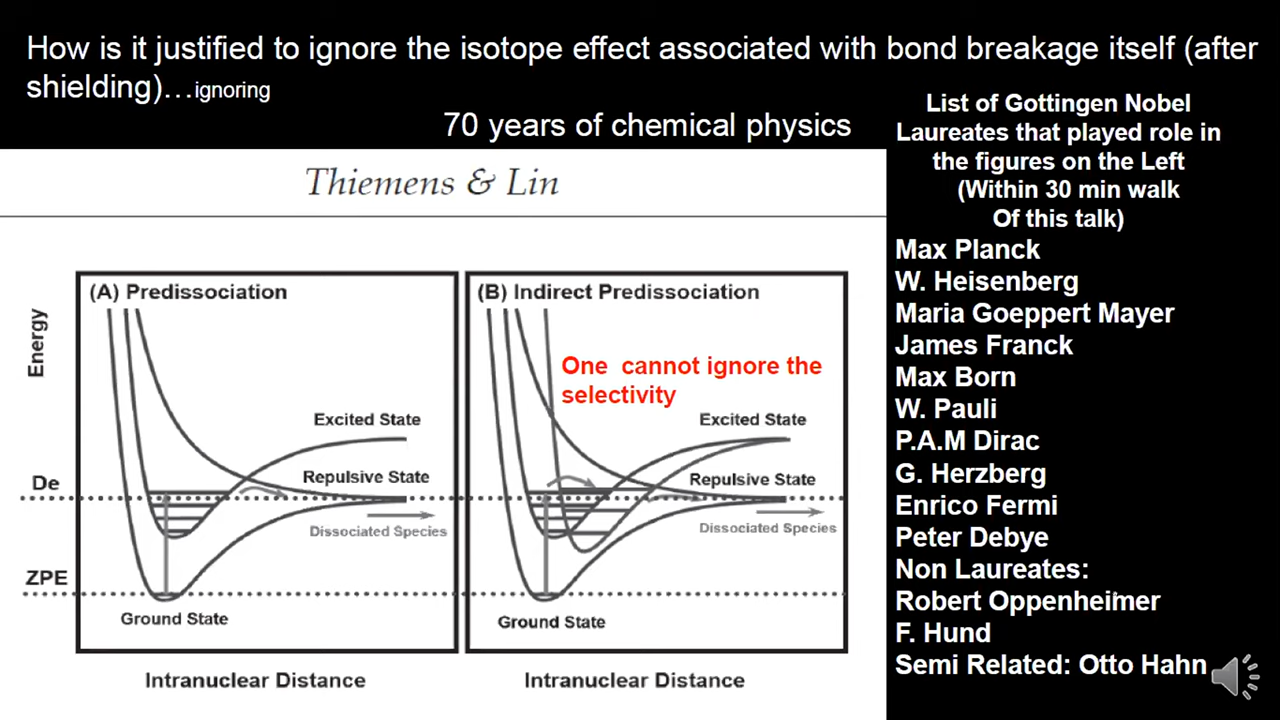 How is it justified to ignore the isotope effect associated with bond breakage itself (after
shielding)…ignoring
70 years of chemical physics
Thiemens & Lin
(A) Predissociation
Energy
Excited State
Repulsive State
De
Dissociated Species
ZPE
Ground State
Intranuclear Distance
(B) Indirect Predissociation
One cannot ignore the
selectivity
Excited State
Repulsive State
Dissociated Species
Ground State
Intranuclear Distance
List of Gottingen Nobel
Laureates that played role in
the figures on the Left
(Within 30 min walk
Of this talk)
Max Planck
W. Heisenberg
Maria Goeppert Mayer
James Franck
Max Born
W. Pauli
P.A.M Dirac
G. Herzberg
Enrico Fermi
Peter Debye
Non Laureates:
Robert Oppenheimer
F. Hund
Semi Related: Otto Hahn